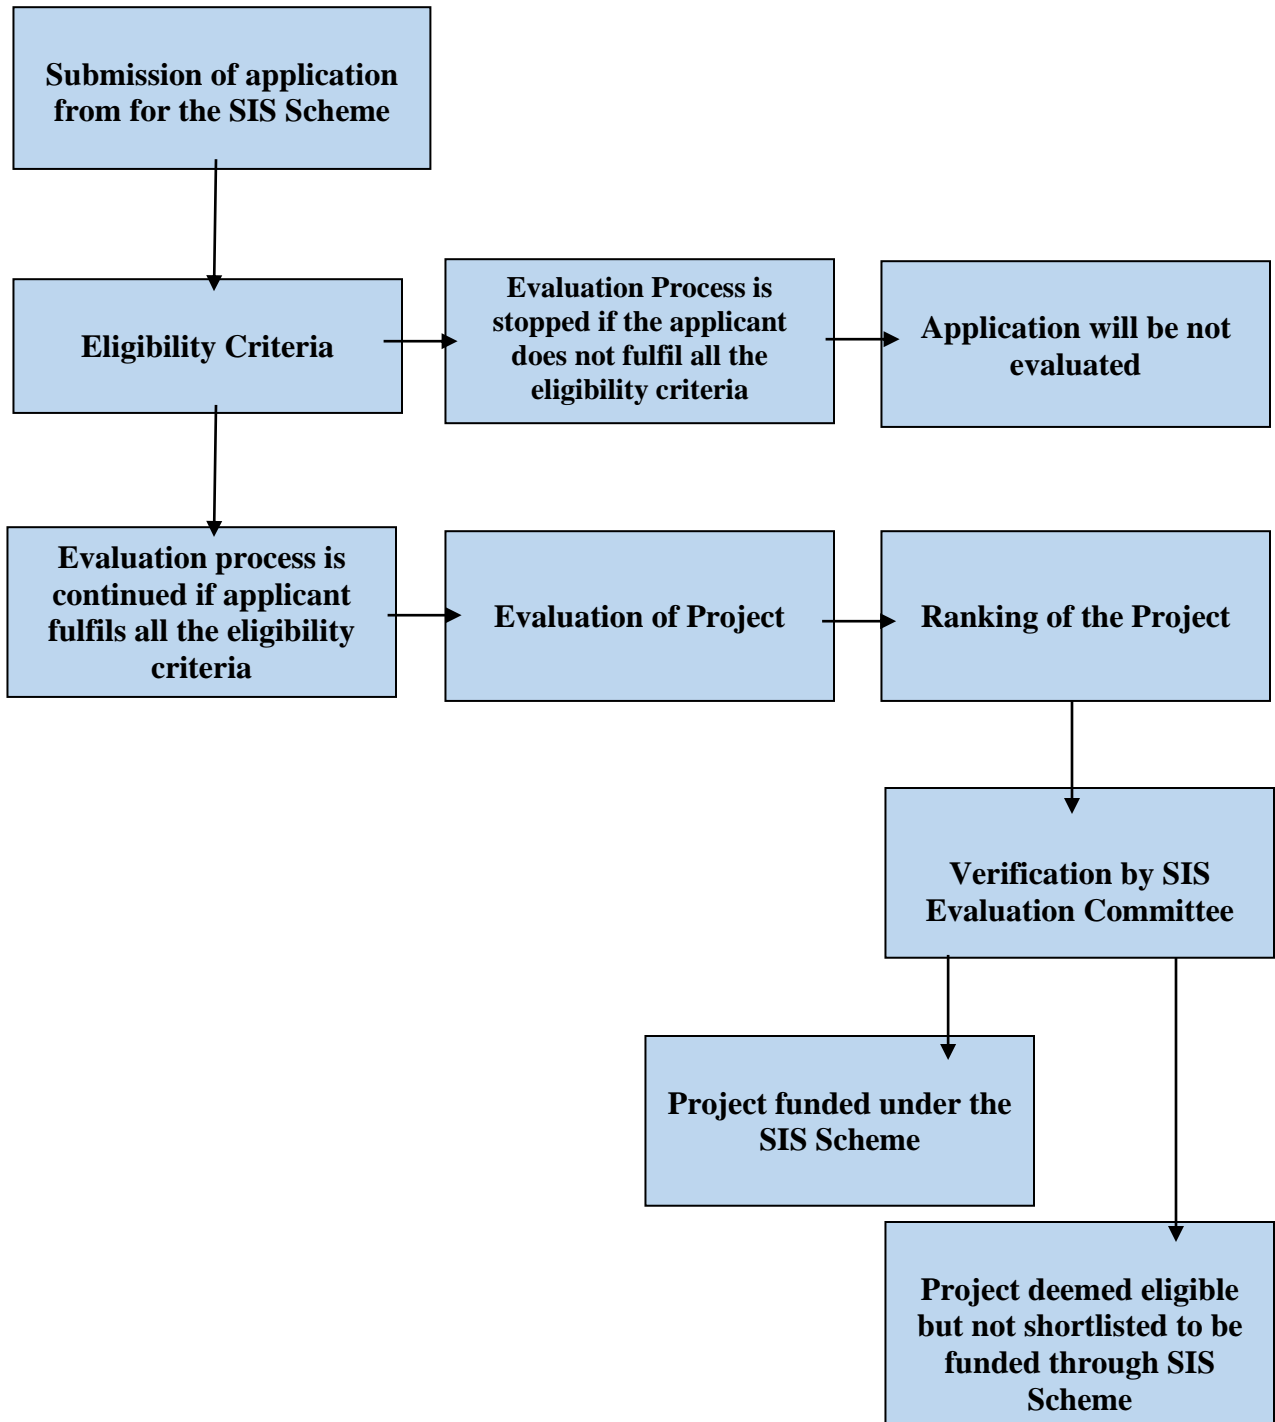 Submission of application
from for the SIS Scheme
Eligibility Criteria
Evaluation Process is
stopped if the applicant
does not fulfil all the
eligibility criteria
Application will be not
evaluated
Evaluation process is
continued if applicant
fulfils all the eligibility
criteria
Evaluation of Project
Ranking of the Project
Verification by SIS
Evaluation Committee
Project funded under the
SIS Scheme
Project deemed eligible
but not shortlisted to be
funded through SIS
Scheme